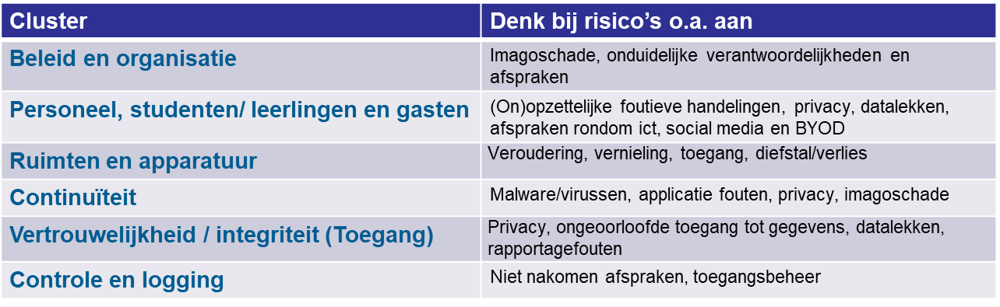 Cluster
Denk bij risico’s o.a. aan
Beleid en organisatie
Imagoschade, onduidelijke verantwoordelijkheden en
afspraken
Personeel, studenten/ leerlingen en gasten
(On)opzettelijke foutieve handelingen, privacy, datalekken,
afspraken rondom ict, social media en BYOD
Ruimten en apparatuur
Veroudering, vernieling, toegang, diefstal/verlies
Continuïteit
Malware/virussen, applicatie fouten, privacy, imagoschade
Vertrouwelijkheid / integriteit (Toegang)
Privacy, ongeoorloofde toegang tot gegevens, datalekken,
rapportagefouten
Controle en logging
Niet nakomen afspraken, toegangsbeheer